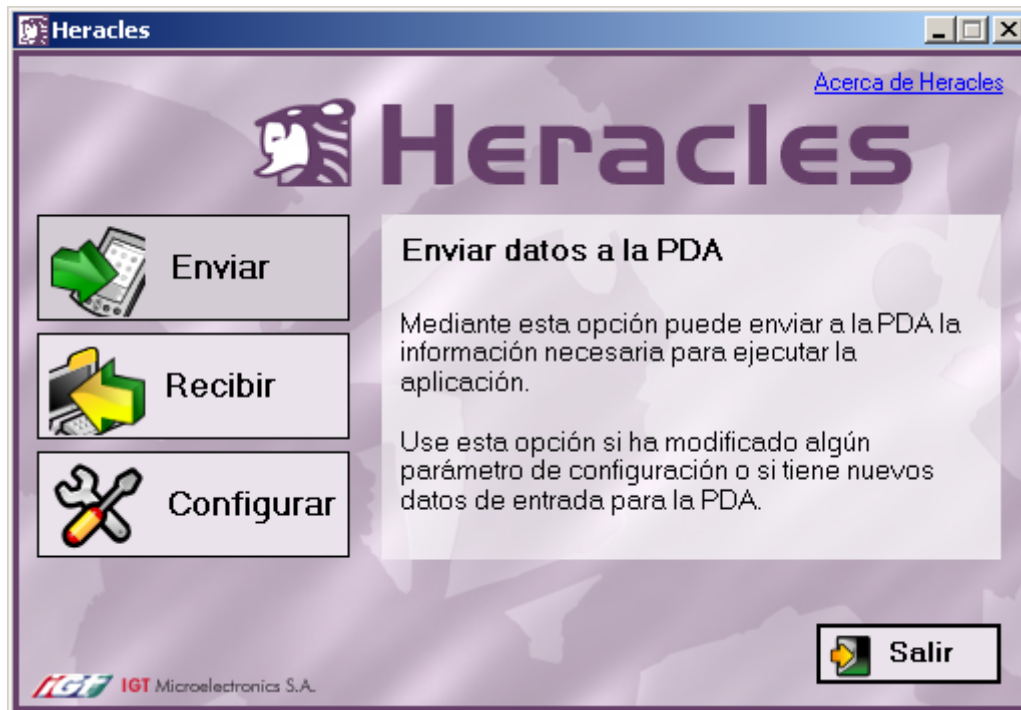 Heracles
Acerca de Heracles
Heracles
Enviar
Recibir
Configurar
Enviar datos a la PDA
Mediante esta opción puede enviar a la PDA la
información necesaria para ejecutar la
aplicación.
Use esta opción si ha modificado algún
parámetro de configuración o si tiene nuevos
datos de entrada para la PDA.
Salir
IGT IGT Microelectronics S.A.